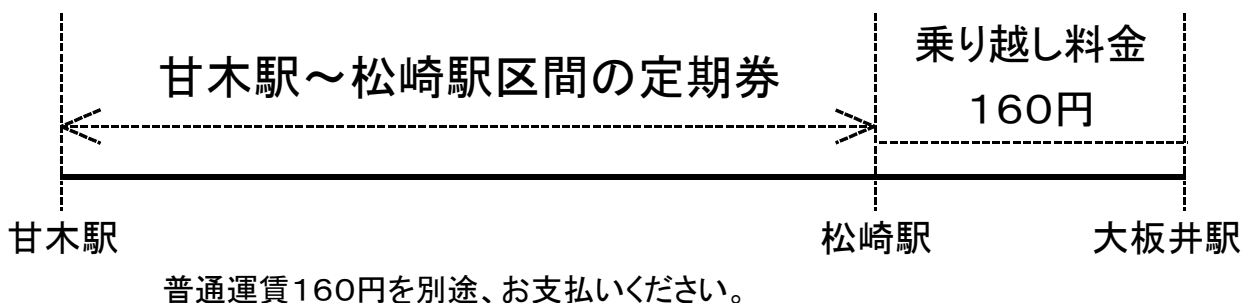 甘木駅～松崎駅区間の定期券
乗り越し料金
160円
甘木駅
松崎駅
大板井駅
普通運賃160円を別途、お支払いください。